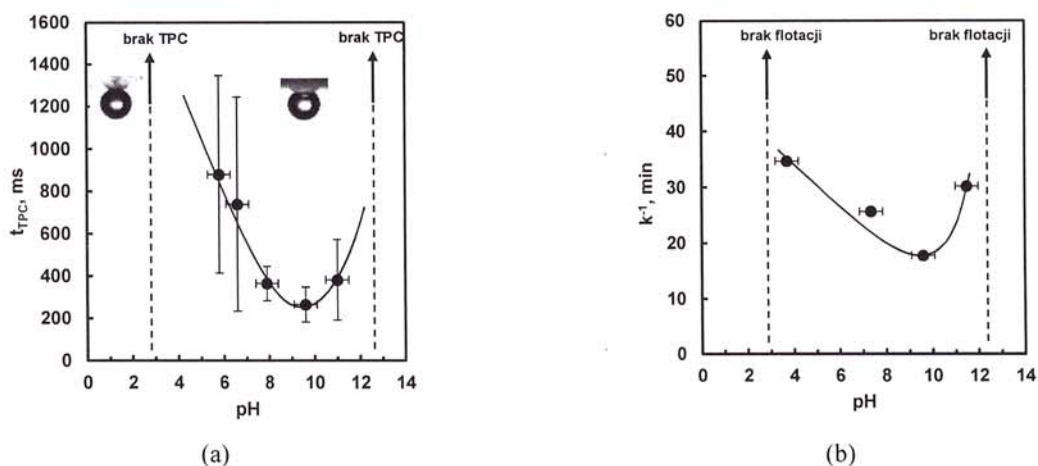 brak TPC
brak TPC
1600
1400
1200
1000
800
600
400
200
0
t_TPC, ms
0 2 4 6 8 10 12 14
pH
(a)
brak flotacji
brak flotacji
60
50
40
30
20
10
0
k⁻¹, min
0 2 4 6 8 10 12 14
pH
(b)